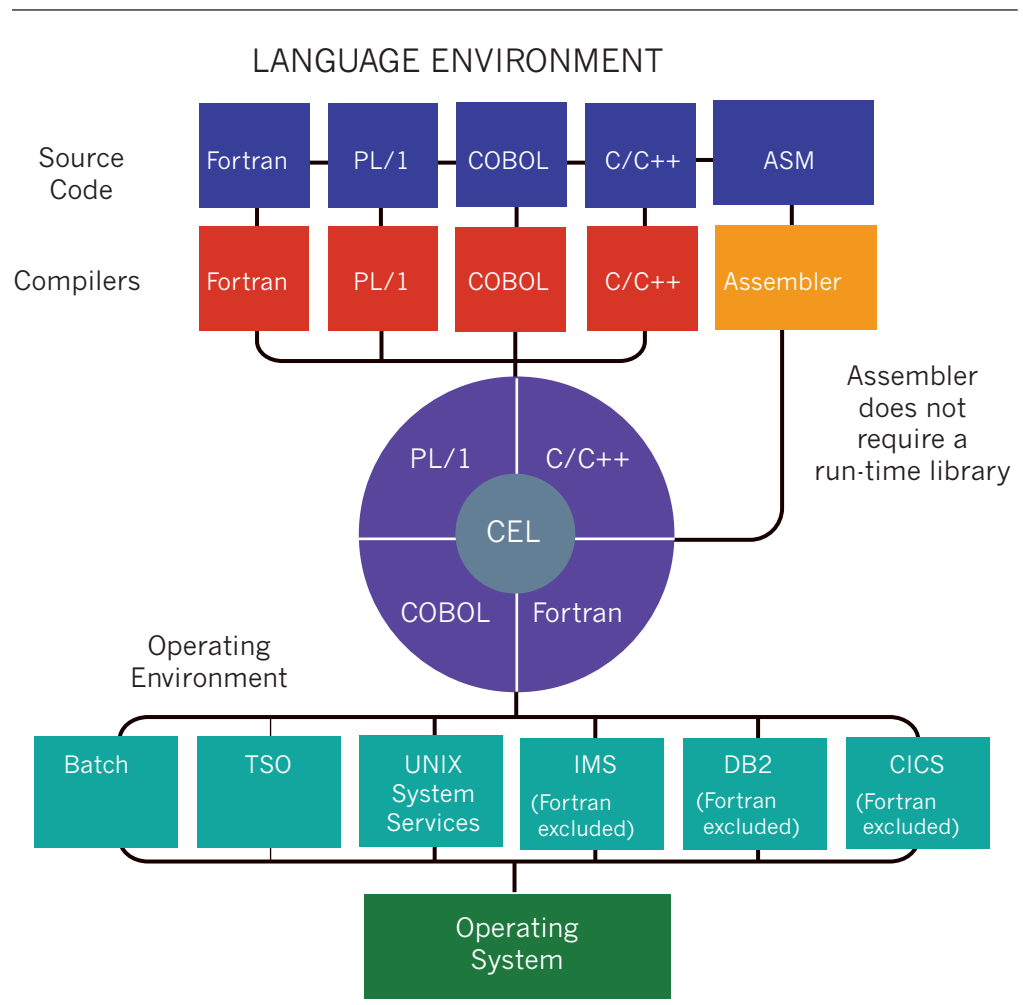 LANGUAGE ENVIRONMENT
Source
Code
Fortran
PL/1
COBOL
C/C++
ASM
Compilers
Fortran
PL/1
COBOL
C/C++
Assembler
Assembler
does not
require a
run-time library
PL/1
C/C++
CEL
COBOL
Fortran
Operating
Environment
Batch
TSO
UNIX
System
Services
IMS
(Fortran
excluded)
DB2
(Fortran
excluded)
CICS
(Fortran
excluded)
Operating
System